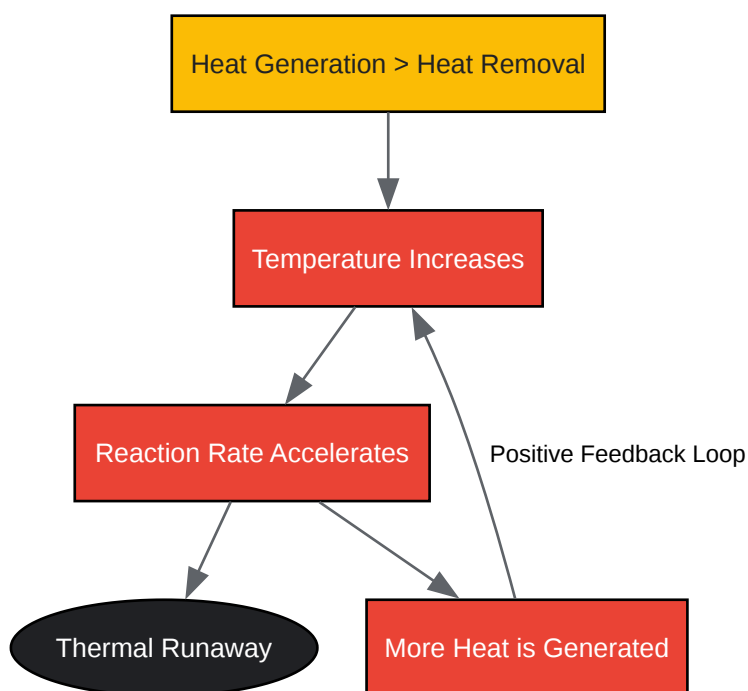 Heat Generation > Heat Removal
Temperature Increases
Reaction Rate Accelerates
Positive Feedback Loop
Thermal Runaway
More Heat is Generated